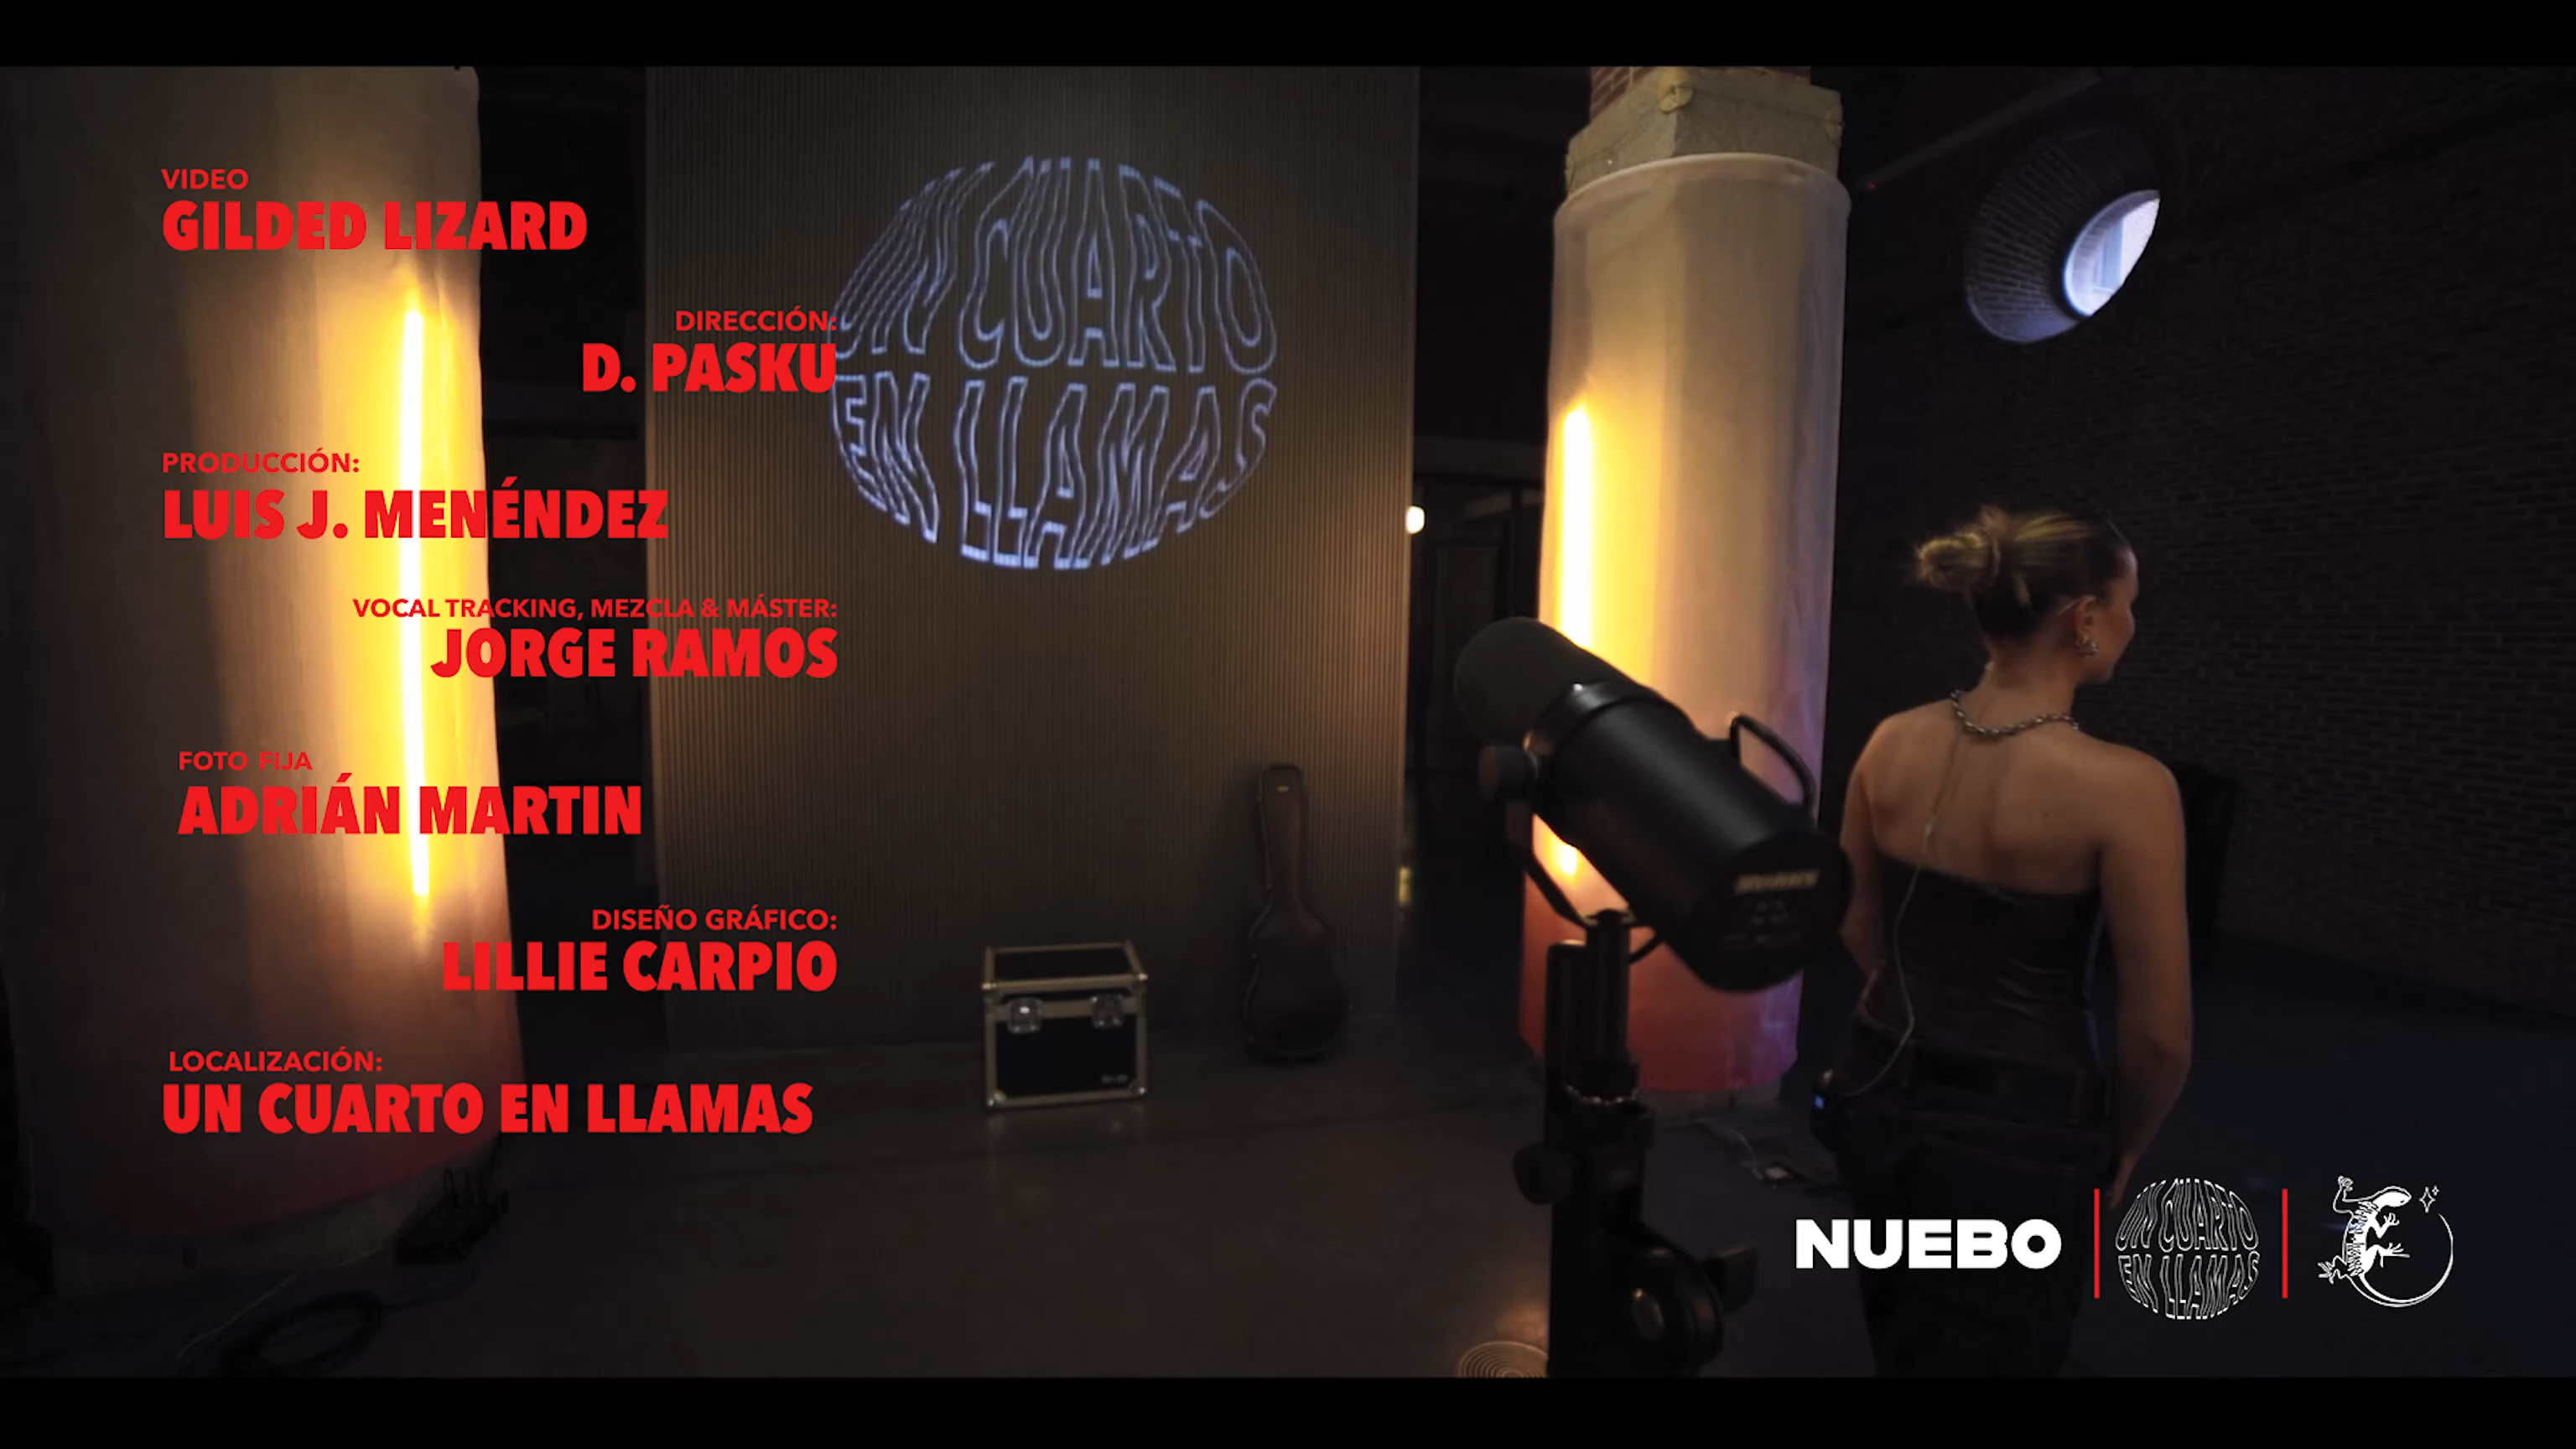 VIDEO
GILDED LIZARD
DIRECCIÓN:
D. PASKU
PRODUCCIÓN:
LUIS J. MENÉNDEZ
VOCAL TRACKING, MEZCLA & MÁSTER:
JORGE RAMOS
FOTO FIJA
ADRIÁN MARTIN
DISEÑO GRÁFICO:
LILLIE CARPIO
LOCALIZACIÓN:
UN CUARTO EN LLAMAS
UN CUARTO
EN LLAMAS
SHURE
NUEBO
UN CUARTO
EN LLAMAS